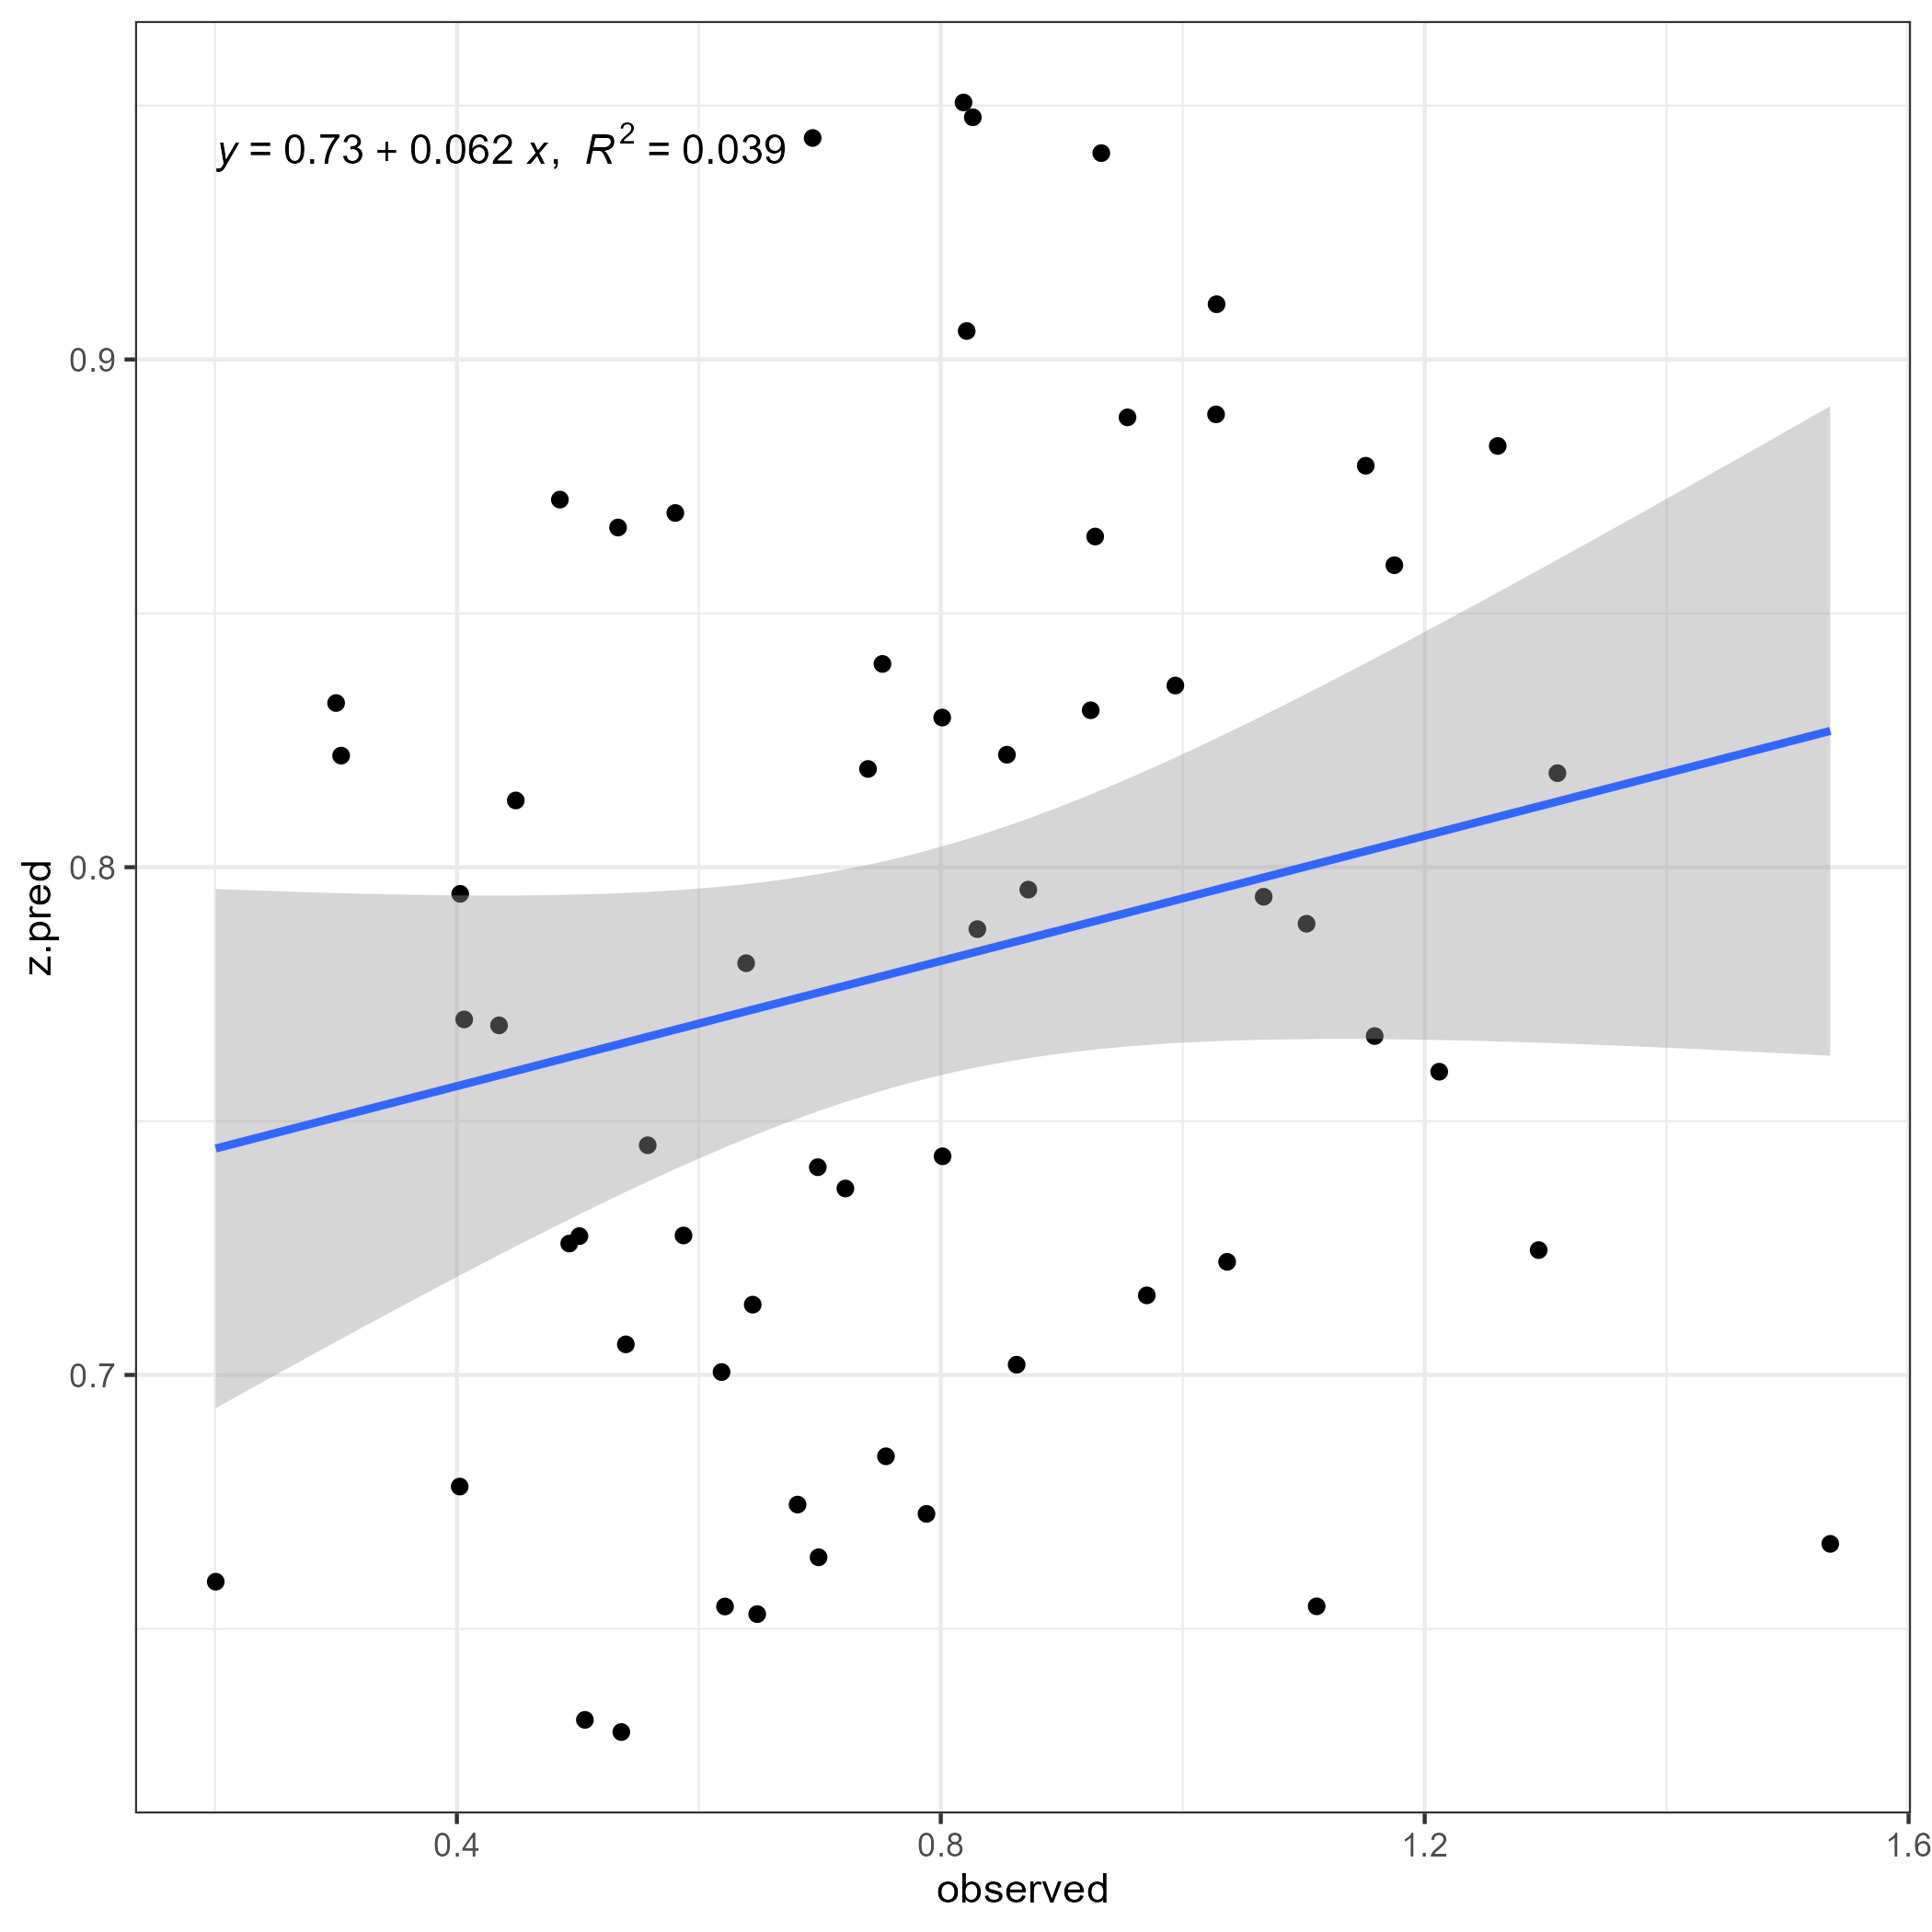 y = 0.73 + 0.062 x, R² = 0.039
0.9
0.8
0.7
z.pred
0.4 0.8 1.2 1.6
observed